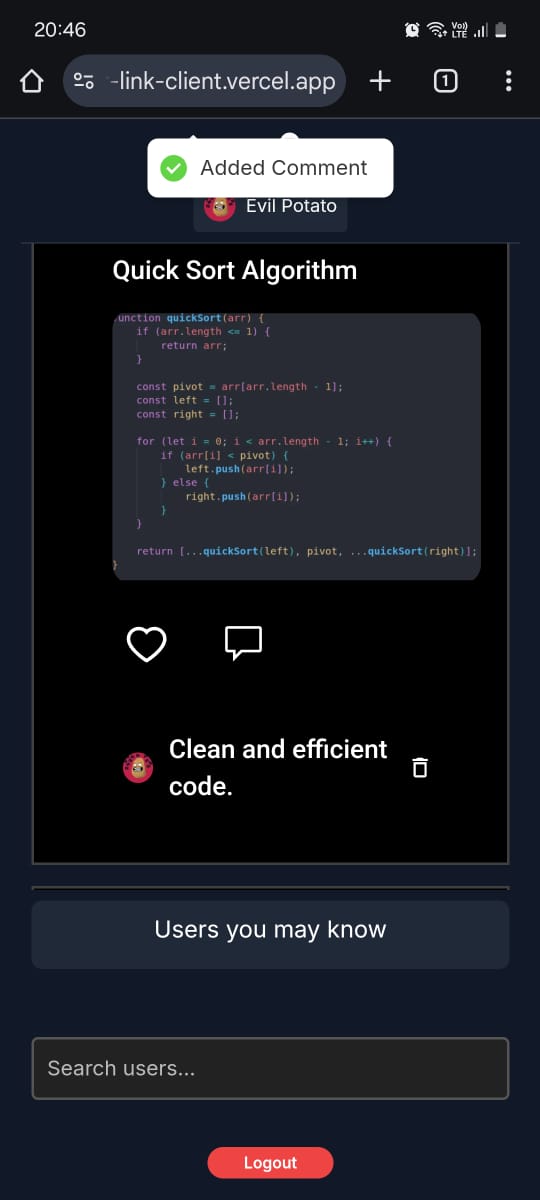 20:46
Vo))
LTE
-link-client.vercel.app
1
Added Comment
Evil Potato
Quick Sort Algorithm
unction quickSort(arr) {
if (arr.length <= 1) {
return arr;
}
const pivot = arr[arr.length - 1];
const left = [];
const right = [];
for (let i = 0; i < arr.length - 1; i++) {
if (arr[i] < pivot) {
left.push(arr[i]);
} else {
right.push(arr[i]);
}
}
return [...quickSort(left), pivot, ...quickSort(right)];
}
Clean and efficient
code.
Users you may know
Search users...
Logout